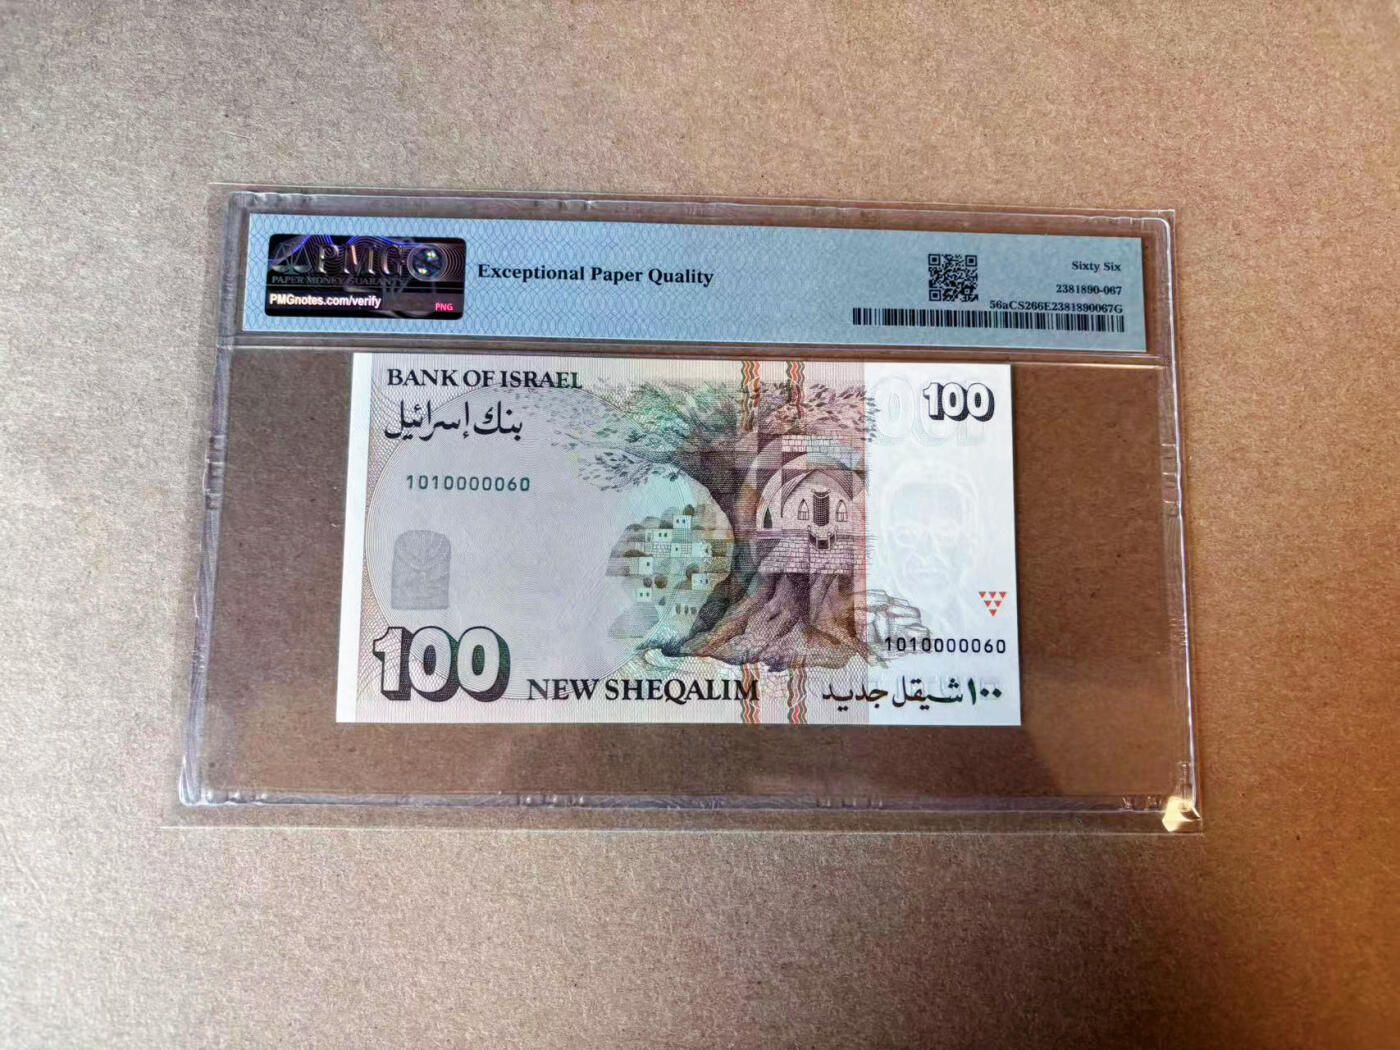 PMG
PAPER MONEY GUARANTY
PMGnotes.com/verify
PNG
Exceptional Paper Quality
Sixty Six
2381890-067
56aCS266E2381890067G
BANK OF ISRAEL
بنك إسرائيل
100
1010000060
1010000060
100
NEW SHEQALIM
١٠٠ شيقل جديد